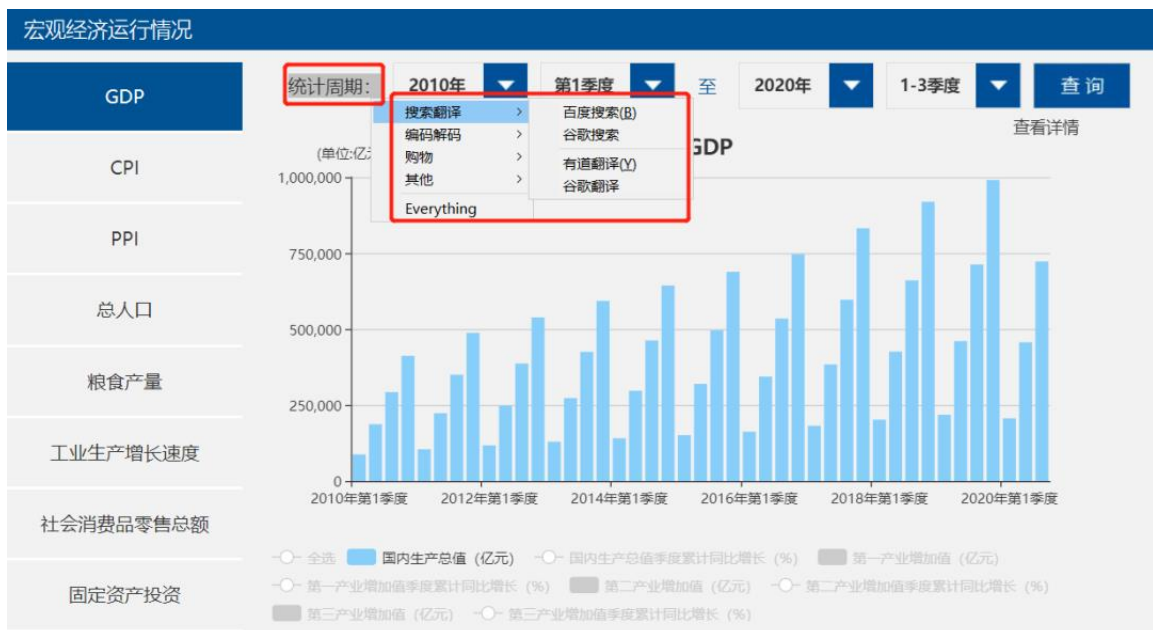 宏观经济运行情况
GDP
CPI
PPI
总人口
粮食产量
工业生产增长速度
社会消费品零售总额
固定资产投资
统计周期: 2010年 第1季度 至 2020年 1-3季度 查询
查看详情
搜索翻译 > 百度搜索(B)
编码解码 > 谷歌搜索
购物 > 有道翻译(Y)
其他 > 谷歌翻译
Everything
GDP
(单位:亿
1,000,000
750,000
500,000
250,000
0
2010年第1季度 2012年第1季度 2014年第1季度 2016年第1季度 2018年第1季度 2020年第1季度
全选 国内生产总值 (亿元) 国内生产总值季度累计同比增长 (%) 第一产业增加值 (亿元)
第一产业增加值季度累计同比增长 (%) 第二产业增加值 (亿元) 第二产业增加值季度累计同比增长 (%)
第三产业增加值 (亿元) 第三产业增加值季度累计同比增长 (%)